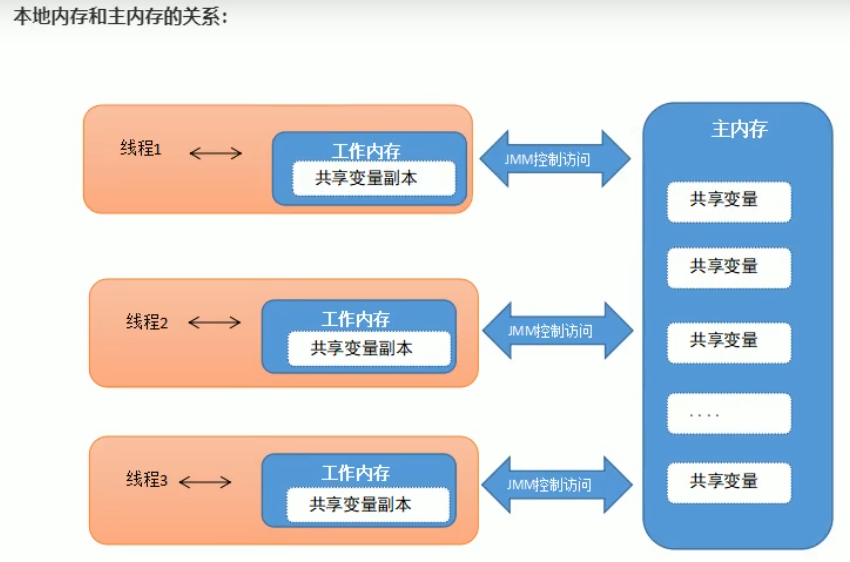 本地内存和主内存的关系：
线程1
工作内存
共享变量副本
JMM控制访问
线程2
工作内存
共享变量副本
JMM控制访问
线程3
工作内存
共享变量副本
JMM控制访问
主内存
共享变量
共享变量
共享变量
....
共享变量